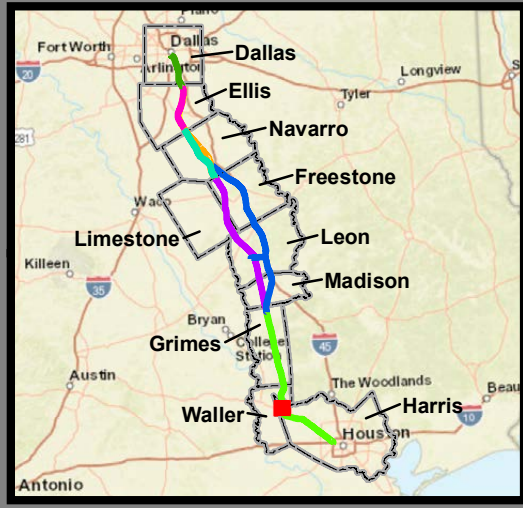 Plano
Fort Worth
Dallas
Dallas
Arlington
20
Longview
Ellis
Tyler
Navarro
281
Freestone
Waco
Limestone
Leon
Killeen
Madison
35
Bryan
Grimes
College
Station
45
Austin
The Woodlands
Waller
Harris
Beau
10
Houston
Antonio